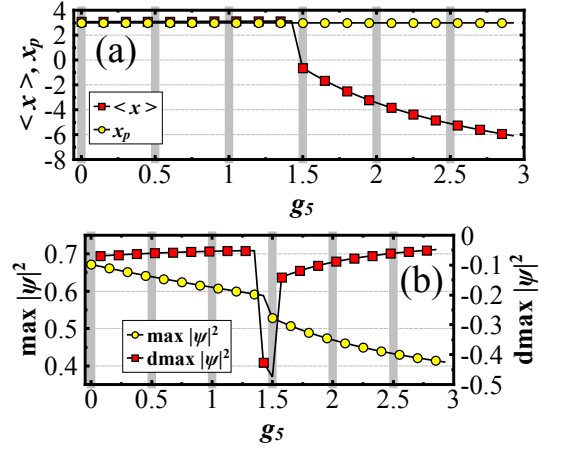 4
2
0
-2
-4
-6
-8
< x >, xₚ
(a)
< x >
xₚ
0 0.5 1 1.5 2 2.5 3
g₅
0.7
0.6
0.5
0.4
max |ψ|²
(b)
max |ψ|²
dmax |ψ|²
0
-0.1
-0.2
-0.3
-0.4
-0.5
dmax |ψ|²
0 0.5 1 1.5 2 2.5 3
g₅